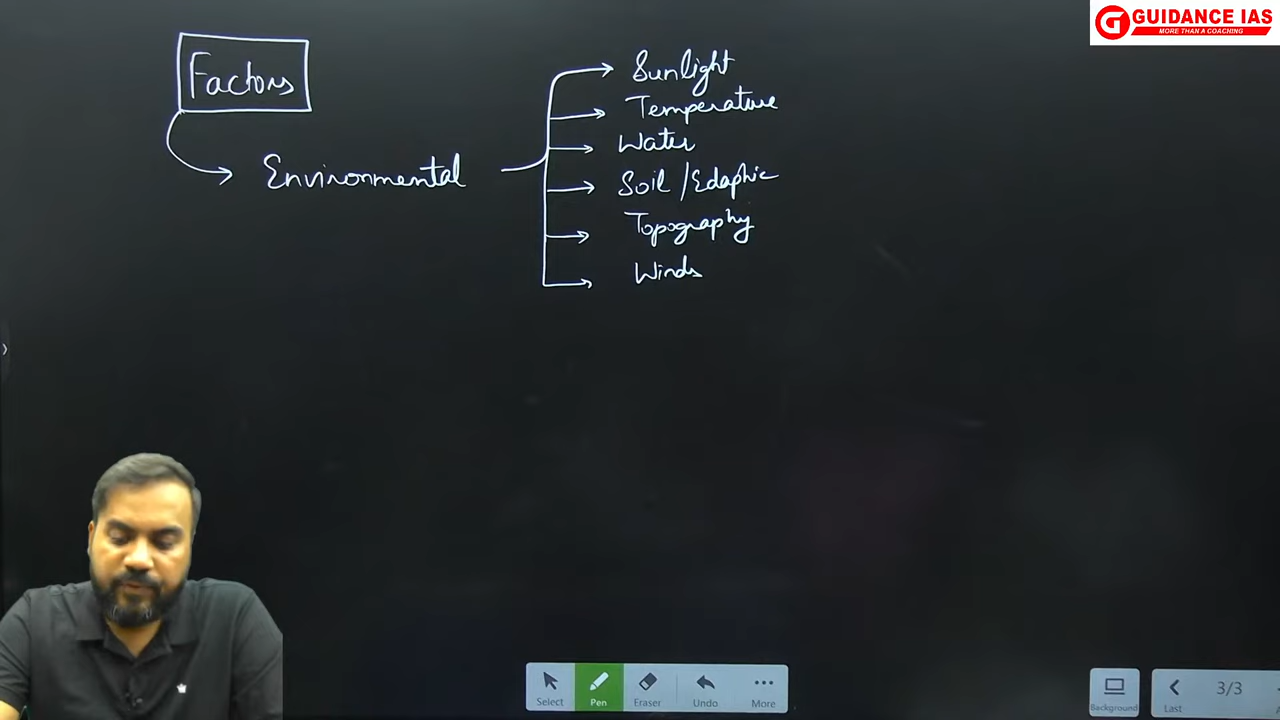 GUIDANCE IAS
MORE THAN A COACHING
Factors
Environmental
Sunlight
Temperature
Water
Soil / Edaphic
Topography
Winds
Select
Pen
Eraser
Undo
More
Background
Last
3/3